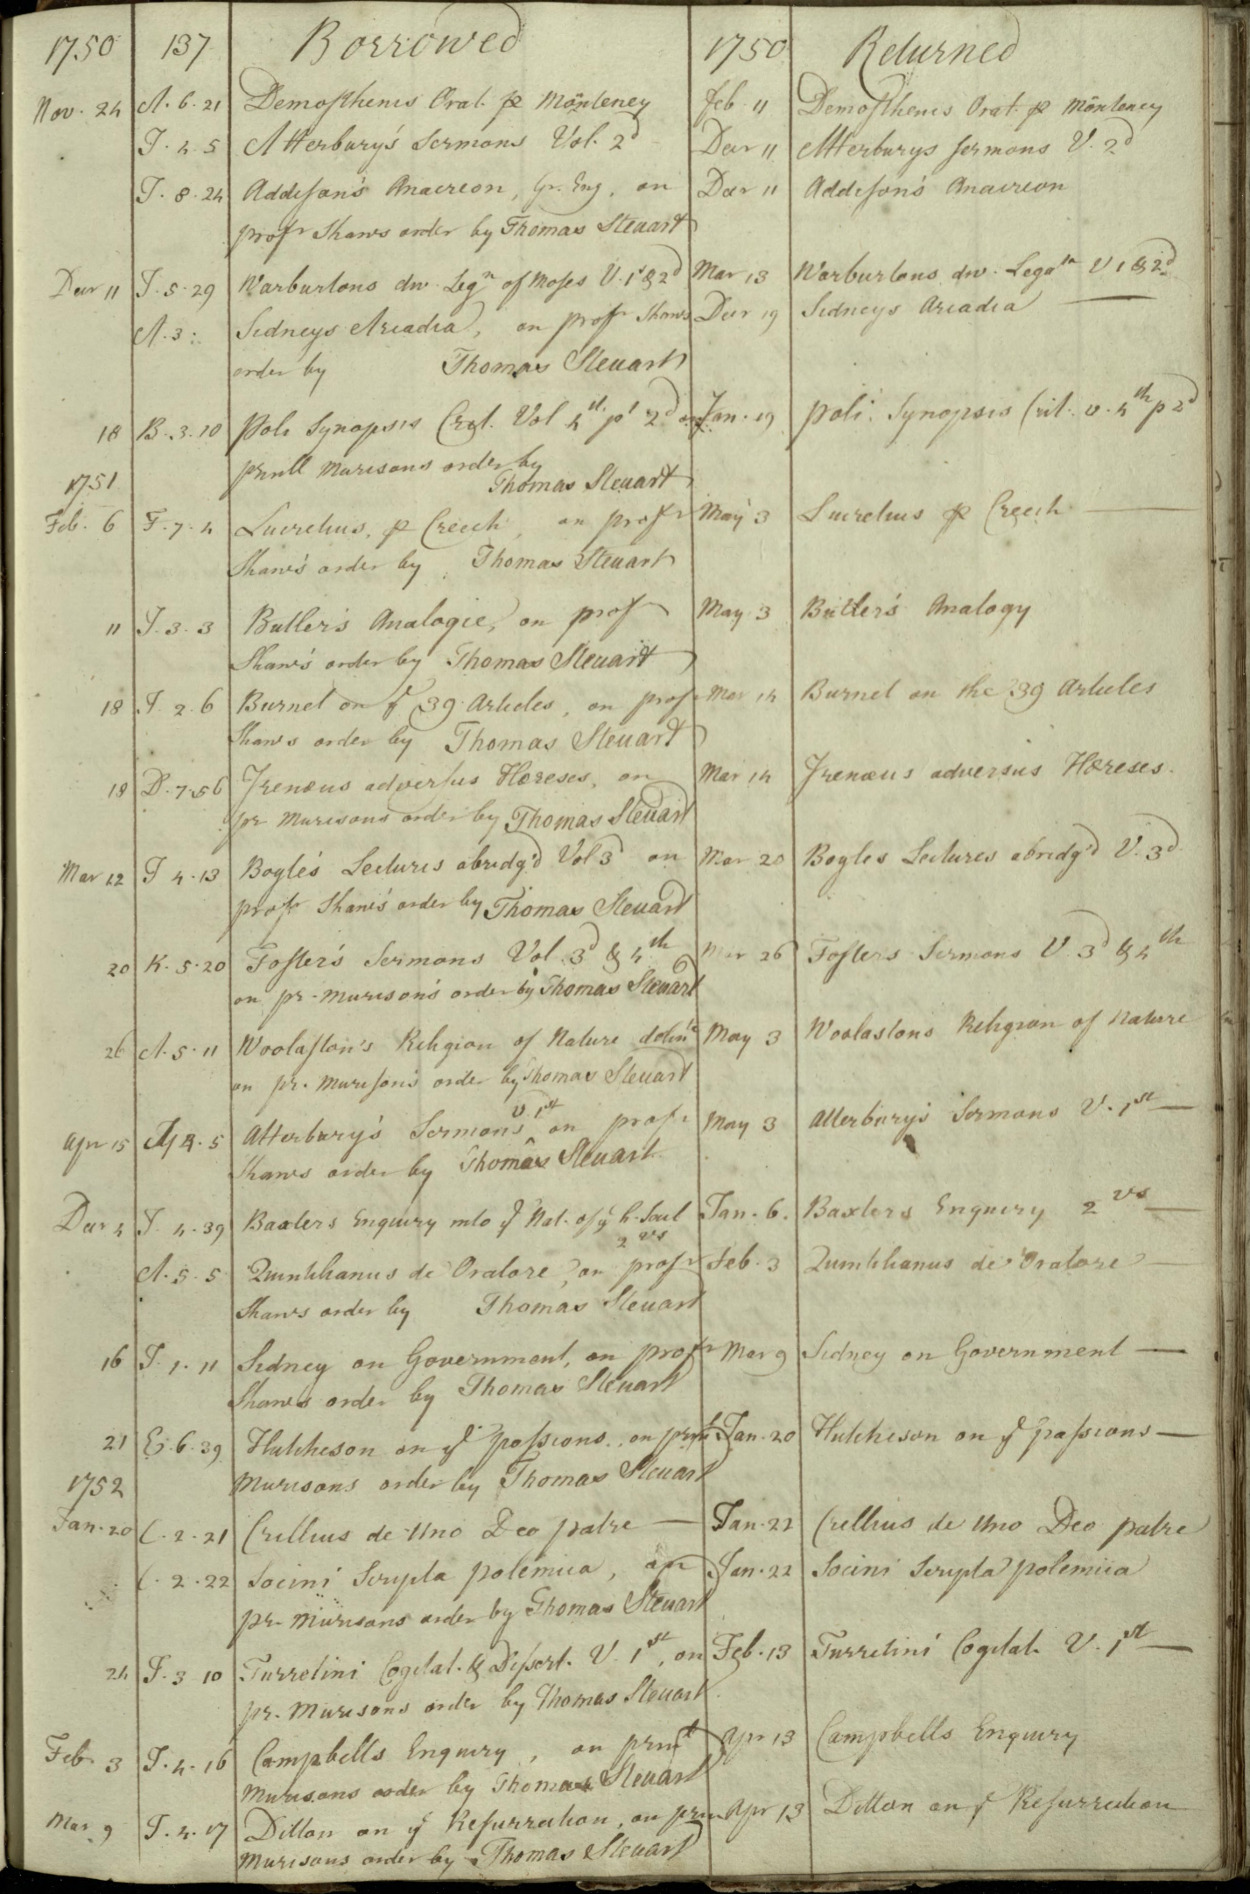 1750 137 Borrowed 1750 Returned
Nov. 24 A. 6. 21 Demosthenis Orat. p Mounteney Feb. 11 Demosthenis Orat. p Mounteney
J. 4. 5 Atterbury's Sermons Vol. 2d Decr 11 Atterburys sermons V. 2d
J. 8. 24 Addison's Anacreon, Gr. Eng. on Decr 11 Addison's Anacreon
profr Shaws order by Thomas Steuart
Decr 11 J. 5. 29 Warburtons div. Legn of Moses V. 1st & 2d Mar 13 Warburtons div. Legatn V 1 & 2d
A. 3: Sidneys Arcadia, on profr Shaws Decr 19 Sidneys Arcadia
order by Thomas Steuart
18 B. 3. 10 Poli Synopsis Crit. Vol 4th pt 2d on Jan. 19 poli Synopsis Crit. v. 4th p 2d
prinll Murisons order by
1751 Thomas Steuart
Feb. 6 F. 7. 4 Lucretius, p Creech, on profr May 3 Lucretius p Creech
Shaw's order by Thomas Steuart
11 J. 3. 3 Butler's Analogie, on profr May 3 Butler's Analogy
Shaw's order by Thomas Steuart
18 J. 2. 6 Burnet on ye 39 Articles, on profr Mar 14 Burnet on the 39 Articles
Shaws order by Thomas Steuart
18 D. 7. 56 Irenæus adversus Hæreses, on Mar 14 Irenæus adversus Hæreses.
pr Murisons order by Thomas Steuart
Mar 12 J 4. 13 Boyle's Lectures abridg'd Vol 3d on Mar 20 Boyles Lectures abridg'd V. 3d
profr Shaw's order by Thomas Steuart
20 K. 5. 20 Foster's Sermons Vol. 3d & 4th Mar 26 Fosters Sermons V. 3d & 4th
on pr. Murison's order by Thomas Steuart
26 A. 5. 11 Woolaston's Religion of Nature delin'd May 3 Woolastons Religion of Nature
on pr. Murison's order by Thomas Steuart
v. 1st
Apr 15 J 4. 5 Atterbury's Sermons ^ on profr May 3 Atterbury's Sermons V. 1st
Shaws order by Thomas Steuart
Decr 4 J. 4. 39 Baxters Enquiry into ye Nat. of ye h. Soul Jan. 6. Baxters Enquiry 2 vs
2 vs
A. 5. 5 Quintilianus de Oratore, on profr Feb. 3 Quintilianus de Oratore
Shaws order by Thomas Steuart
16 J. 1. 11 Sidney on Government, on profr Mar 9 Sidney on Government
Shaws order by Thomas Steuart
21 E. 6. 39 Hutcheson on ye passions, on prinll Jan. 20 Hutcheson on ye passions
1752 Murisons order by Thomas Steuart
Jan. 20 C. 2. 21 Crellius de Uno Deo patre Jan. 22 Crellius de Uno Deo patre
C. 2. 22 Socini Scripta polemica, on Jan. 22 Socini Scripta polemica
pr. Murisons order by Thomas Steuart
24 J. 3 10 Turretini Cogitat. & Dissert. V. 1st, on Feb. 13 Turretini Cogitat. V. 1st
pr. Murisons order by Thomas Steuart
Feb. 3 J. 4. 16 Campbells Enquiry, on prinll Apr 13 Campbells Enquiry
Murisons order by Thomas Steuart
Mar. 9 J. 4. 17 Ditton on ye Resurrection, on prin Apr 13 Ditton on ye Resurrection
Murisons order by Thomas Steuart